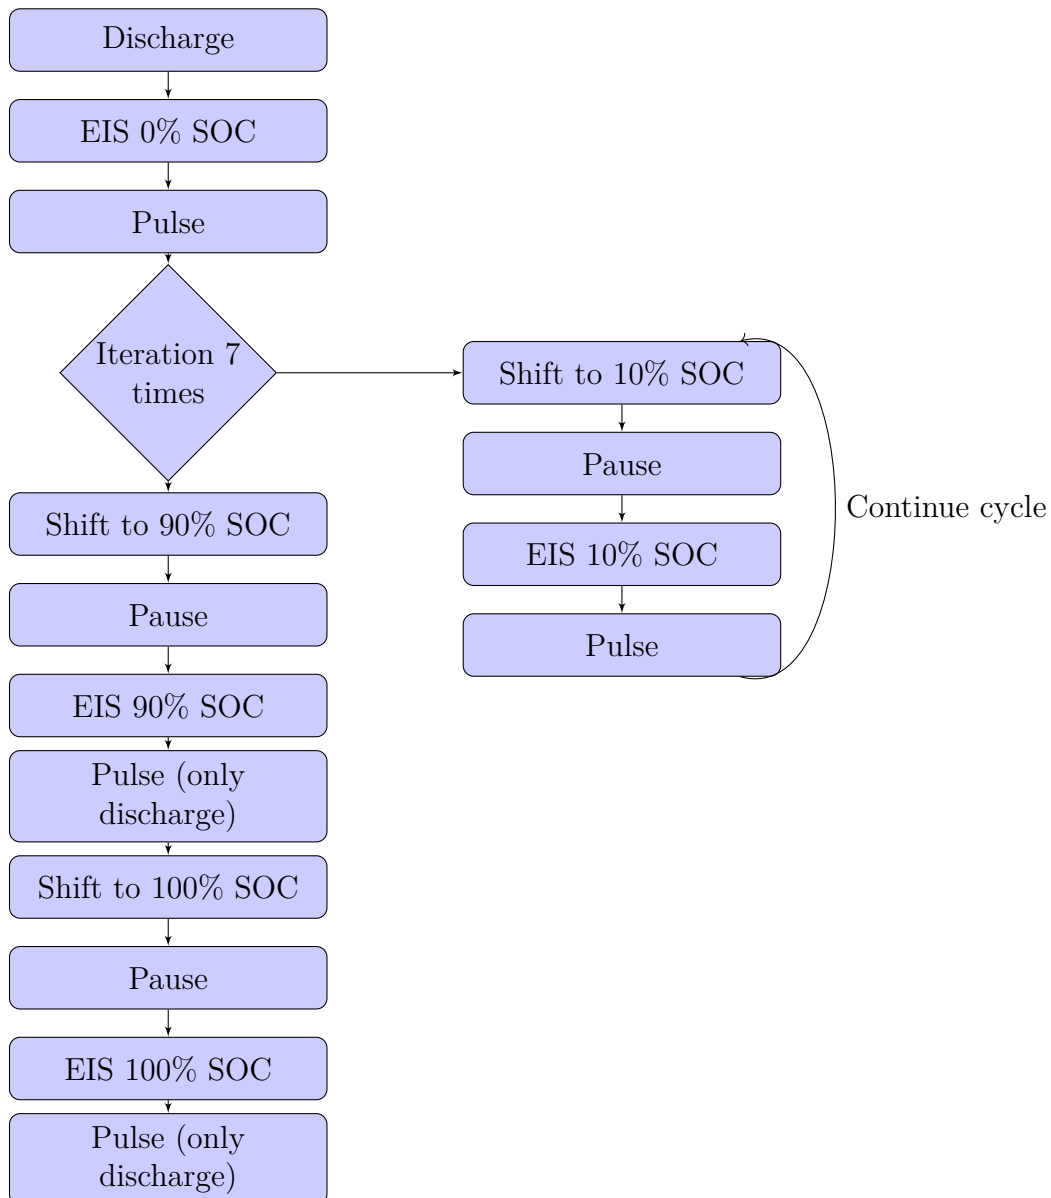 Discharge
EIS 0% SOC
Pulse
Iteration 7
times
Shift to 90% SOC
Pause
EIS 90% SOC
Pulse (only
discharge)
Shift to 100% SOC
Pause
EIS 100% SOC
Pulse (only
discharge)
Shift to 10% SOC
Pause
EIS 10% SOC
Pulse
Continue cycle